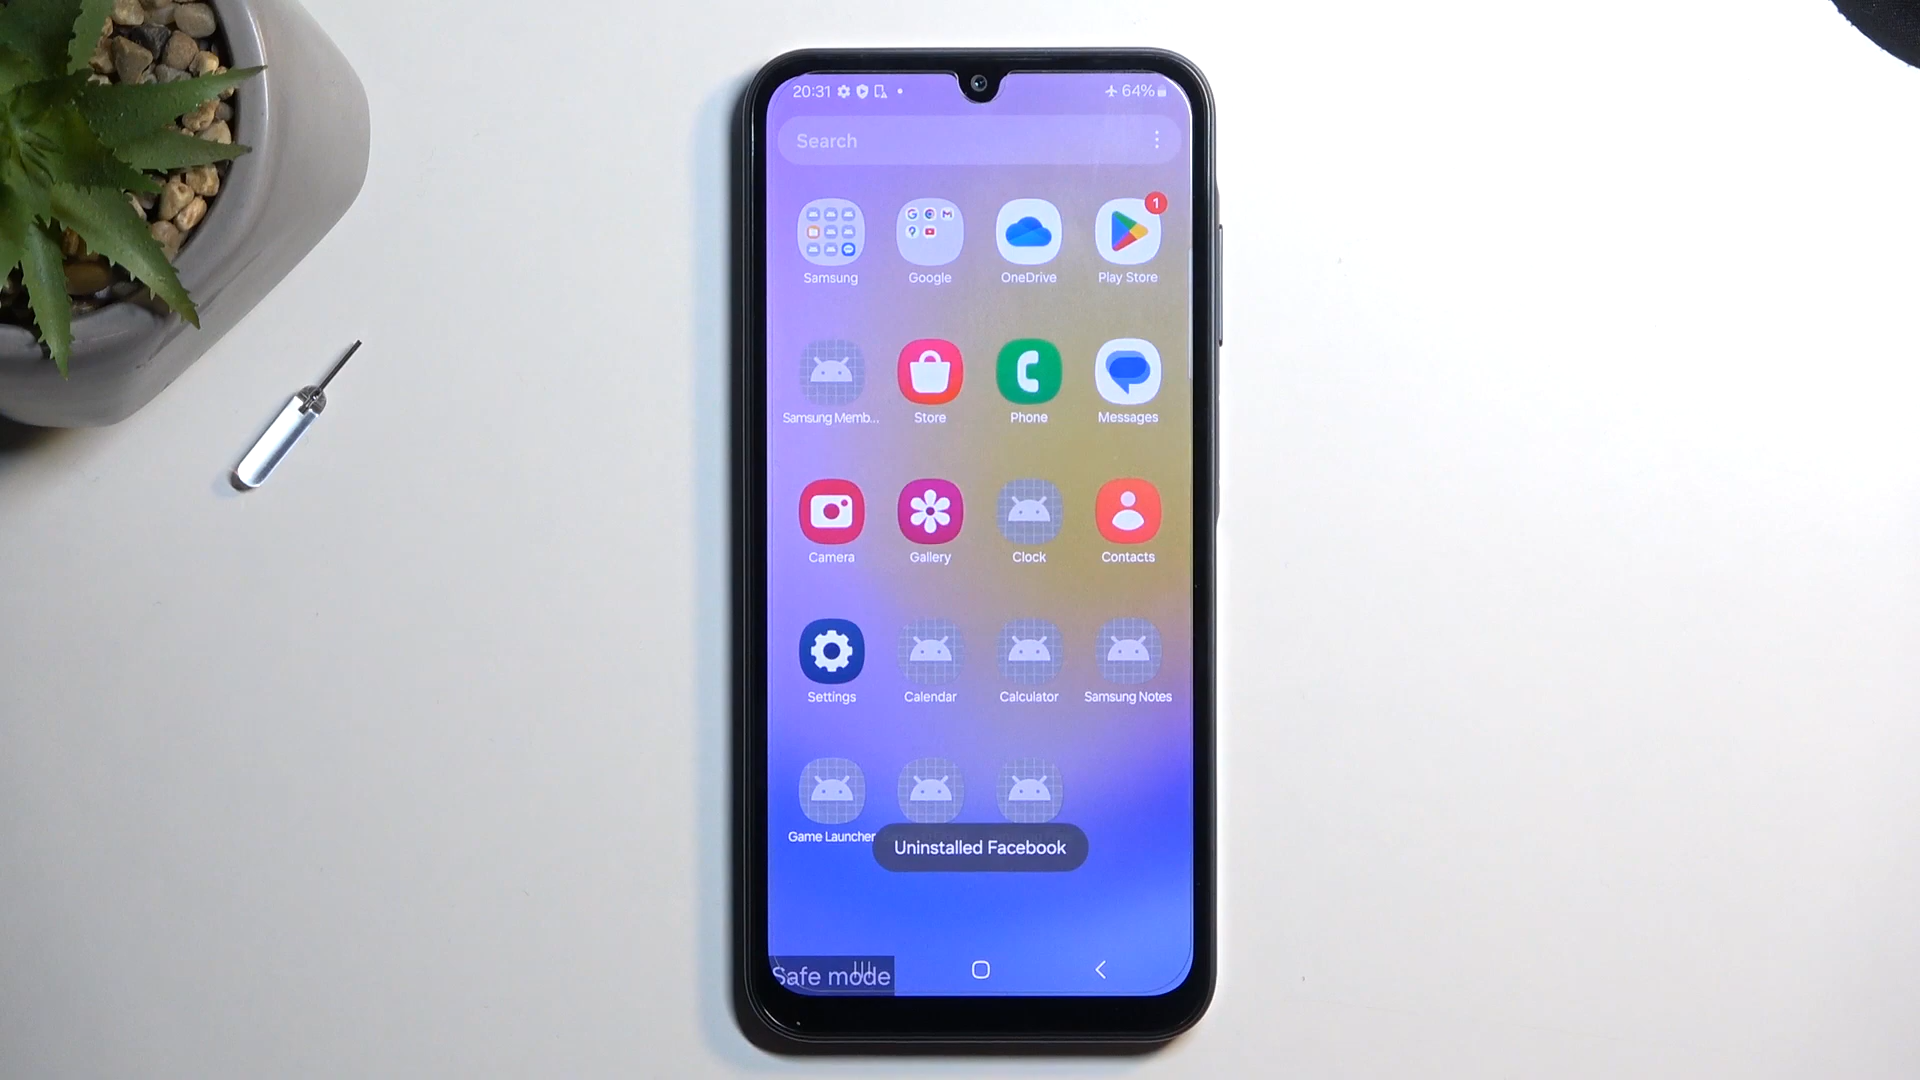 20:31
64%
Search
1
Samsung
Google
OneDrive
Play Store
Samsung Memb...
Store
Phone
Messages
Camera
Gallery
Clock
Contacts
Settings
Calendar
Calculator
Samsung Notes
Game Launcher
Uninstalled Facebook
Safe mode